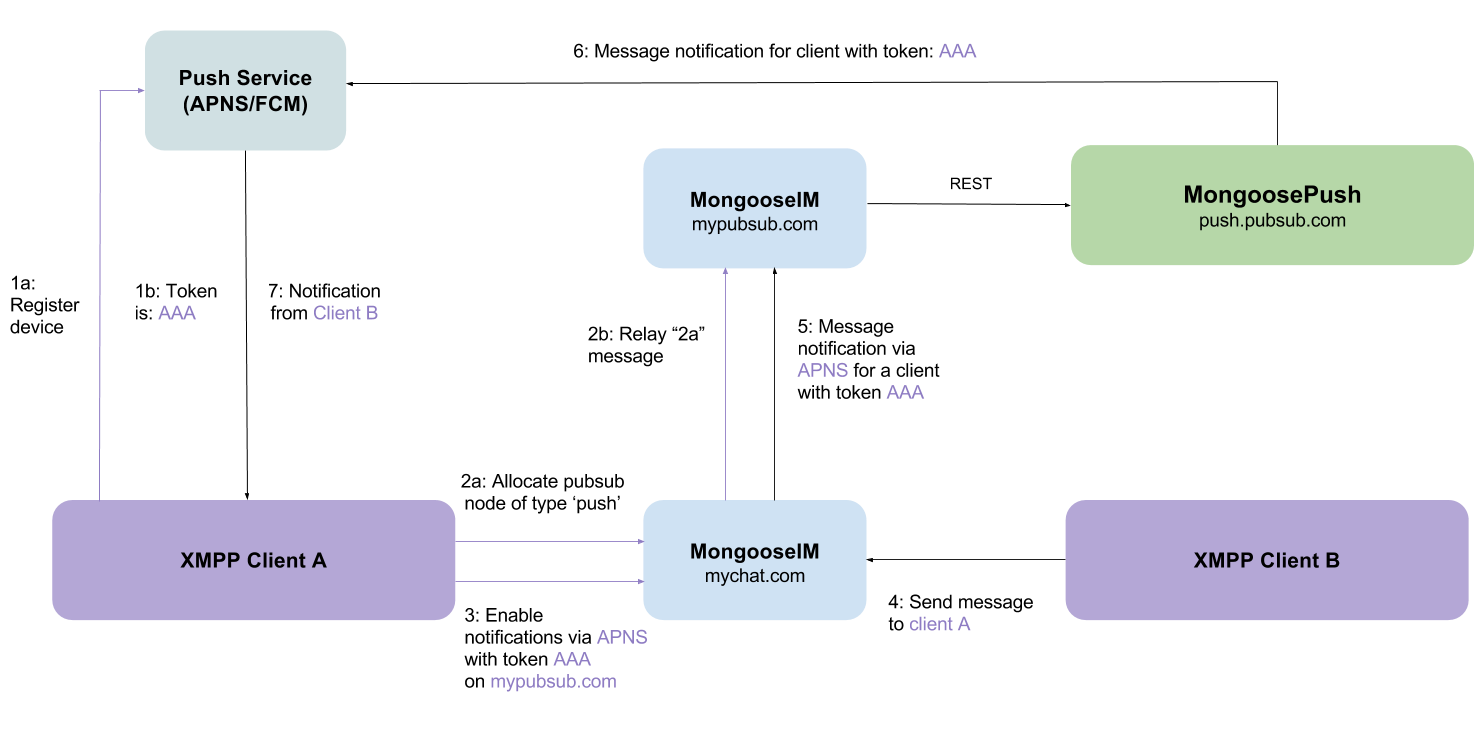 6: Message notification for client with token: AAA
Push Service
(APNS/FCM)
MongooseIM
mypubsub.com
REST
MongoosePush
push.pubsub.com
1a:
Register
device
1b: Token
is: AAA
7: Notification
from Client B
2b: Relay “2a”
message
5: Message
notification via
APNS for a client
with token AAA
2a: Allocate pubsub
node of type ‘push’
XMPP Client A
MongooseIM
mychat.com
XMPP Client B
3: Enable
notifications via APNS
with token AAA
on mypubsub.com
4: Send message
to client A